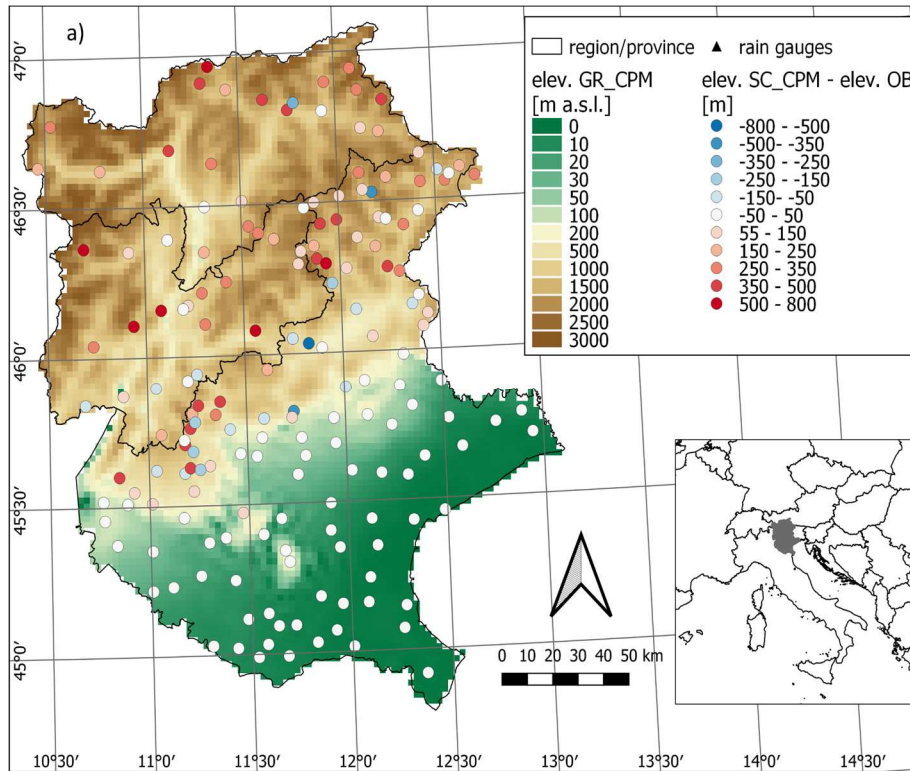 a)
region/province
rain gauges
elev. GR_CPM
[m a.s.l.]
0
10
20
30
50
100
200
500
1000
1500
2000
2500
3000
elev. SC_CPM - elev. OB
[m]
-800 - -500
-500- -350
-350 - -250
-250 - -150
-150- -50
-50 - 50
55 - 150
150 - 250
250 - 350
350 - 500
500 - 800
47°0'
46°30'
46°0'
45°30'
45°0'
0 10 20 30 40 50 km
10°30' 11°0' 11°30' 12°0' 12°30' 13°0' 13°30' 14°0' 14°30'